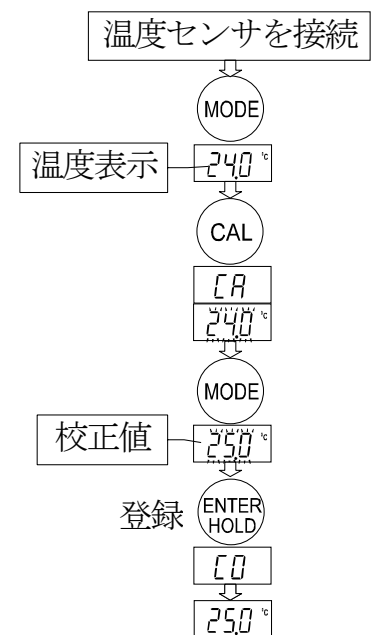 温度センサを接続
MODE
温度表示
24.0 ℃
CAL
CA
24.0 ℃
MODE
校正値
25.0 ℃
登録
ENTER
HOLD
CO
25.0 ℃